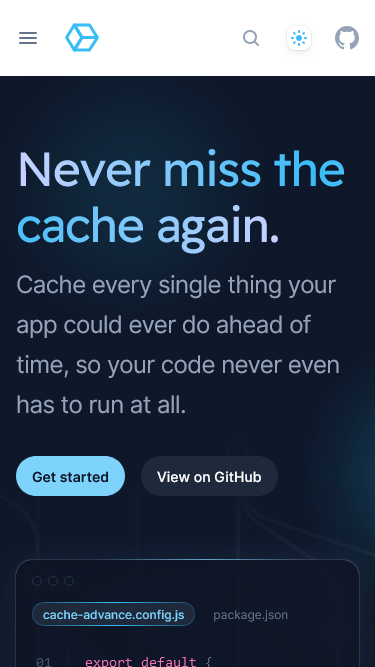 Never miss the
cache again.
Cache every single thing your
app could ever do ahead of
time, so your code never even
has to run at all.
Get started View on GitHub
cache-advance.config.js package.json
01 export default {